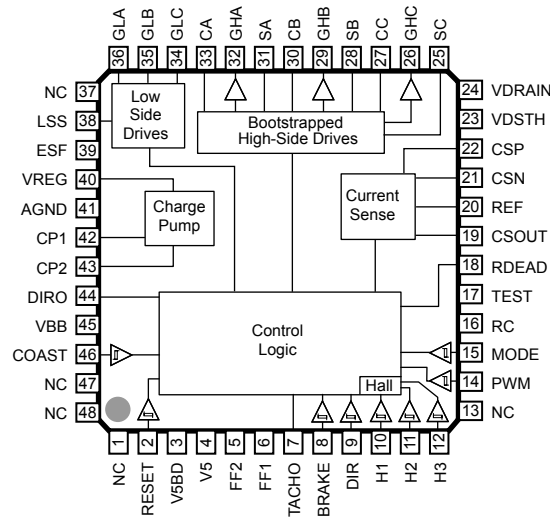 GLA
GLB
GLC
CA
GHA
SA
CB
GHB
SB
CC
GHC
SC
36
35
34
33
32
31
30
29
28
27
26
25
NC 37
LSS 38
ESF 39
VREG 40
AGND 41
CP1 42
CP2 43
DIRO 44
VBB 45
COAST 46
NC 47
NC 48
Low
Side
Drives
Bootstrapped
High-Side Drives
Charge
Pump
Current
Sense
Control
Logic
Hall
24 VDRAIN
23 VDSTH
22 CSP
21 CSN
20 REF
19 CSOUT
18 RDEAD
17 TEST
16 RC
15 MODE
14 PWM
13 NC
1
2
3
4
5
6
7
8
9
10
11
12
NC
RESET
V5BD
V5
FF2
FF1
TACHO
BRAKE
DIR
H1
H2
H3